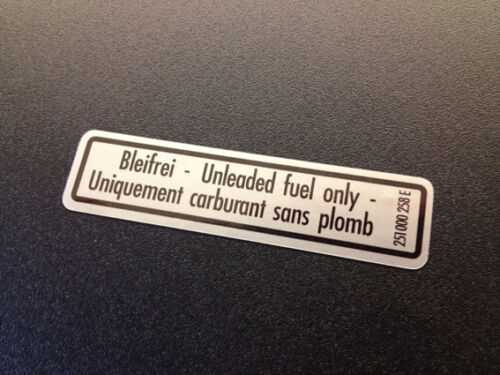 Bleifrei - Unleaded fuel only -
Uniquement carburant sans plomb
251 000 258 E